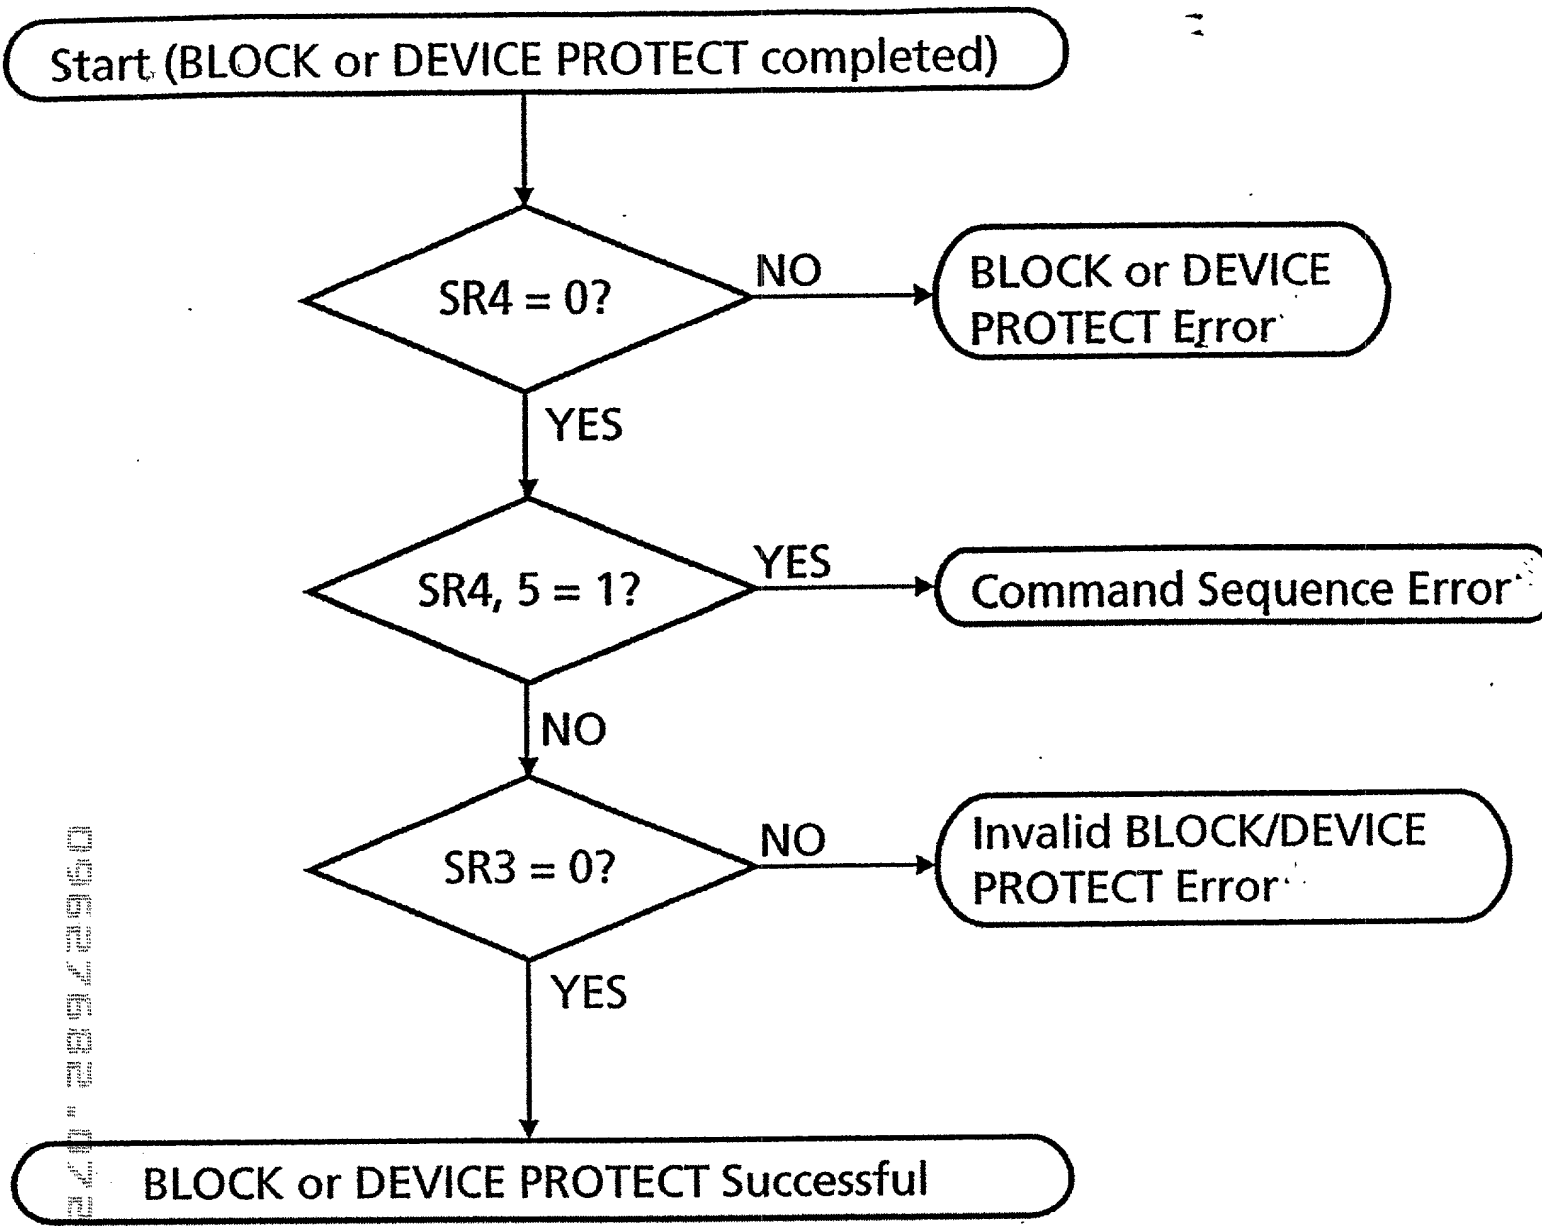 Start (BLOCK or DEVICE PROTECT completed)
SR4 = 0?
NO
BLOCK or DEVICE
PROTECT Error
YES
SR4, 5 = 1?
YES
Command Sequence Error
NO
SR3 = 0?
NO
Invalid BLOCK/DEVICE
PROTECT Error
YES
BLOCK or DEVICE PROTECT Successful